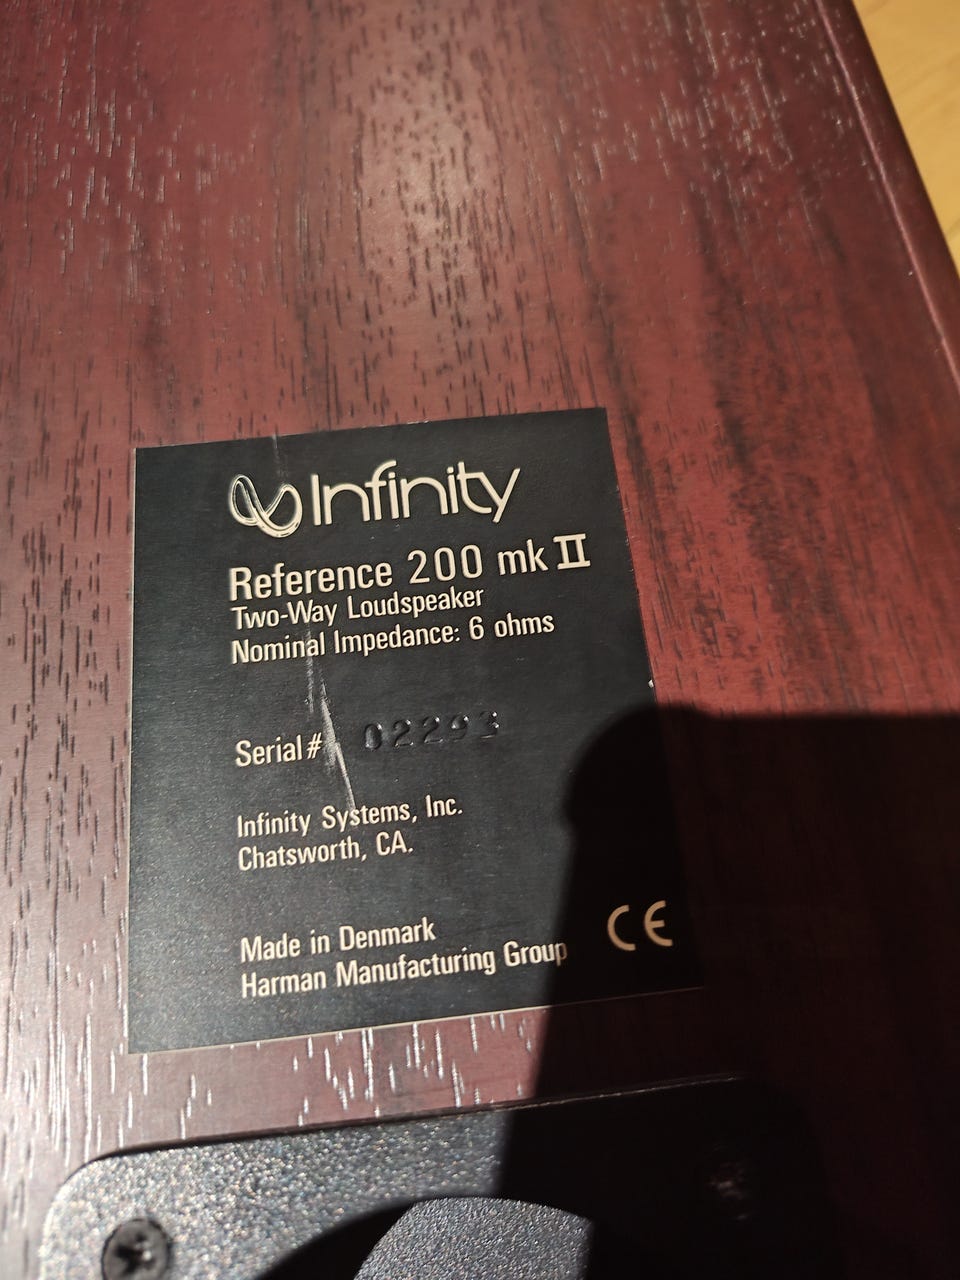 Infinity
Reference 200 mk II
Two-Way Loudspeaker
Nominal Impedance: 6 ohms
Serial# 02293
Infinity Systems, Inc.
Chatsworth, CA.
Made in Denmark
Harman Manufacturing Group
CE